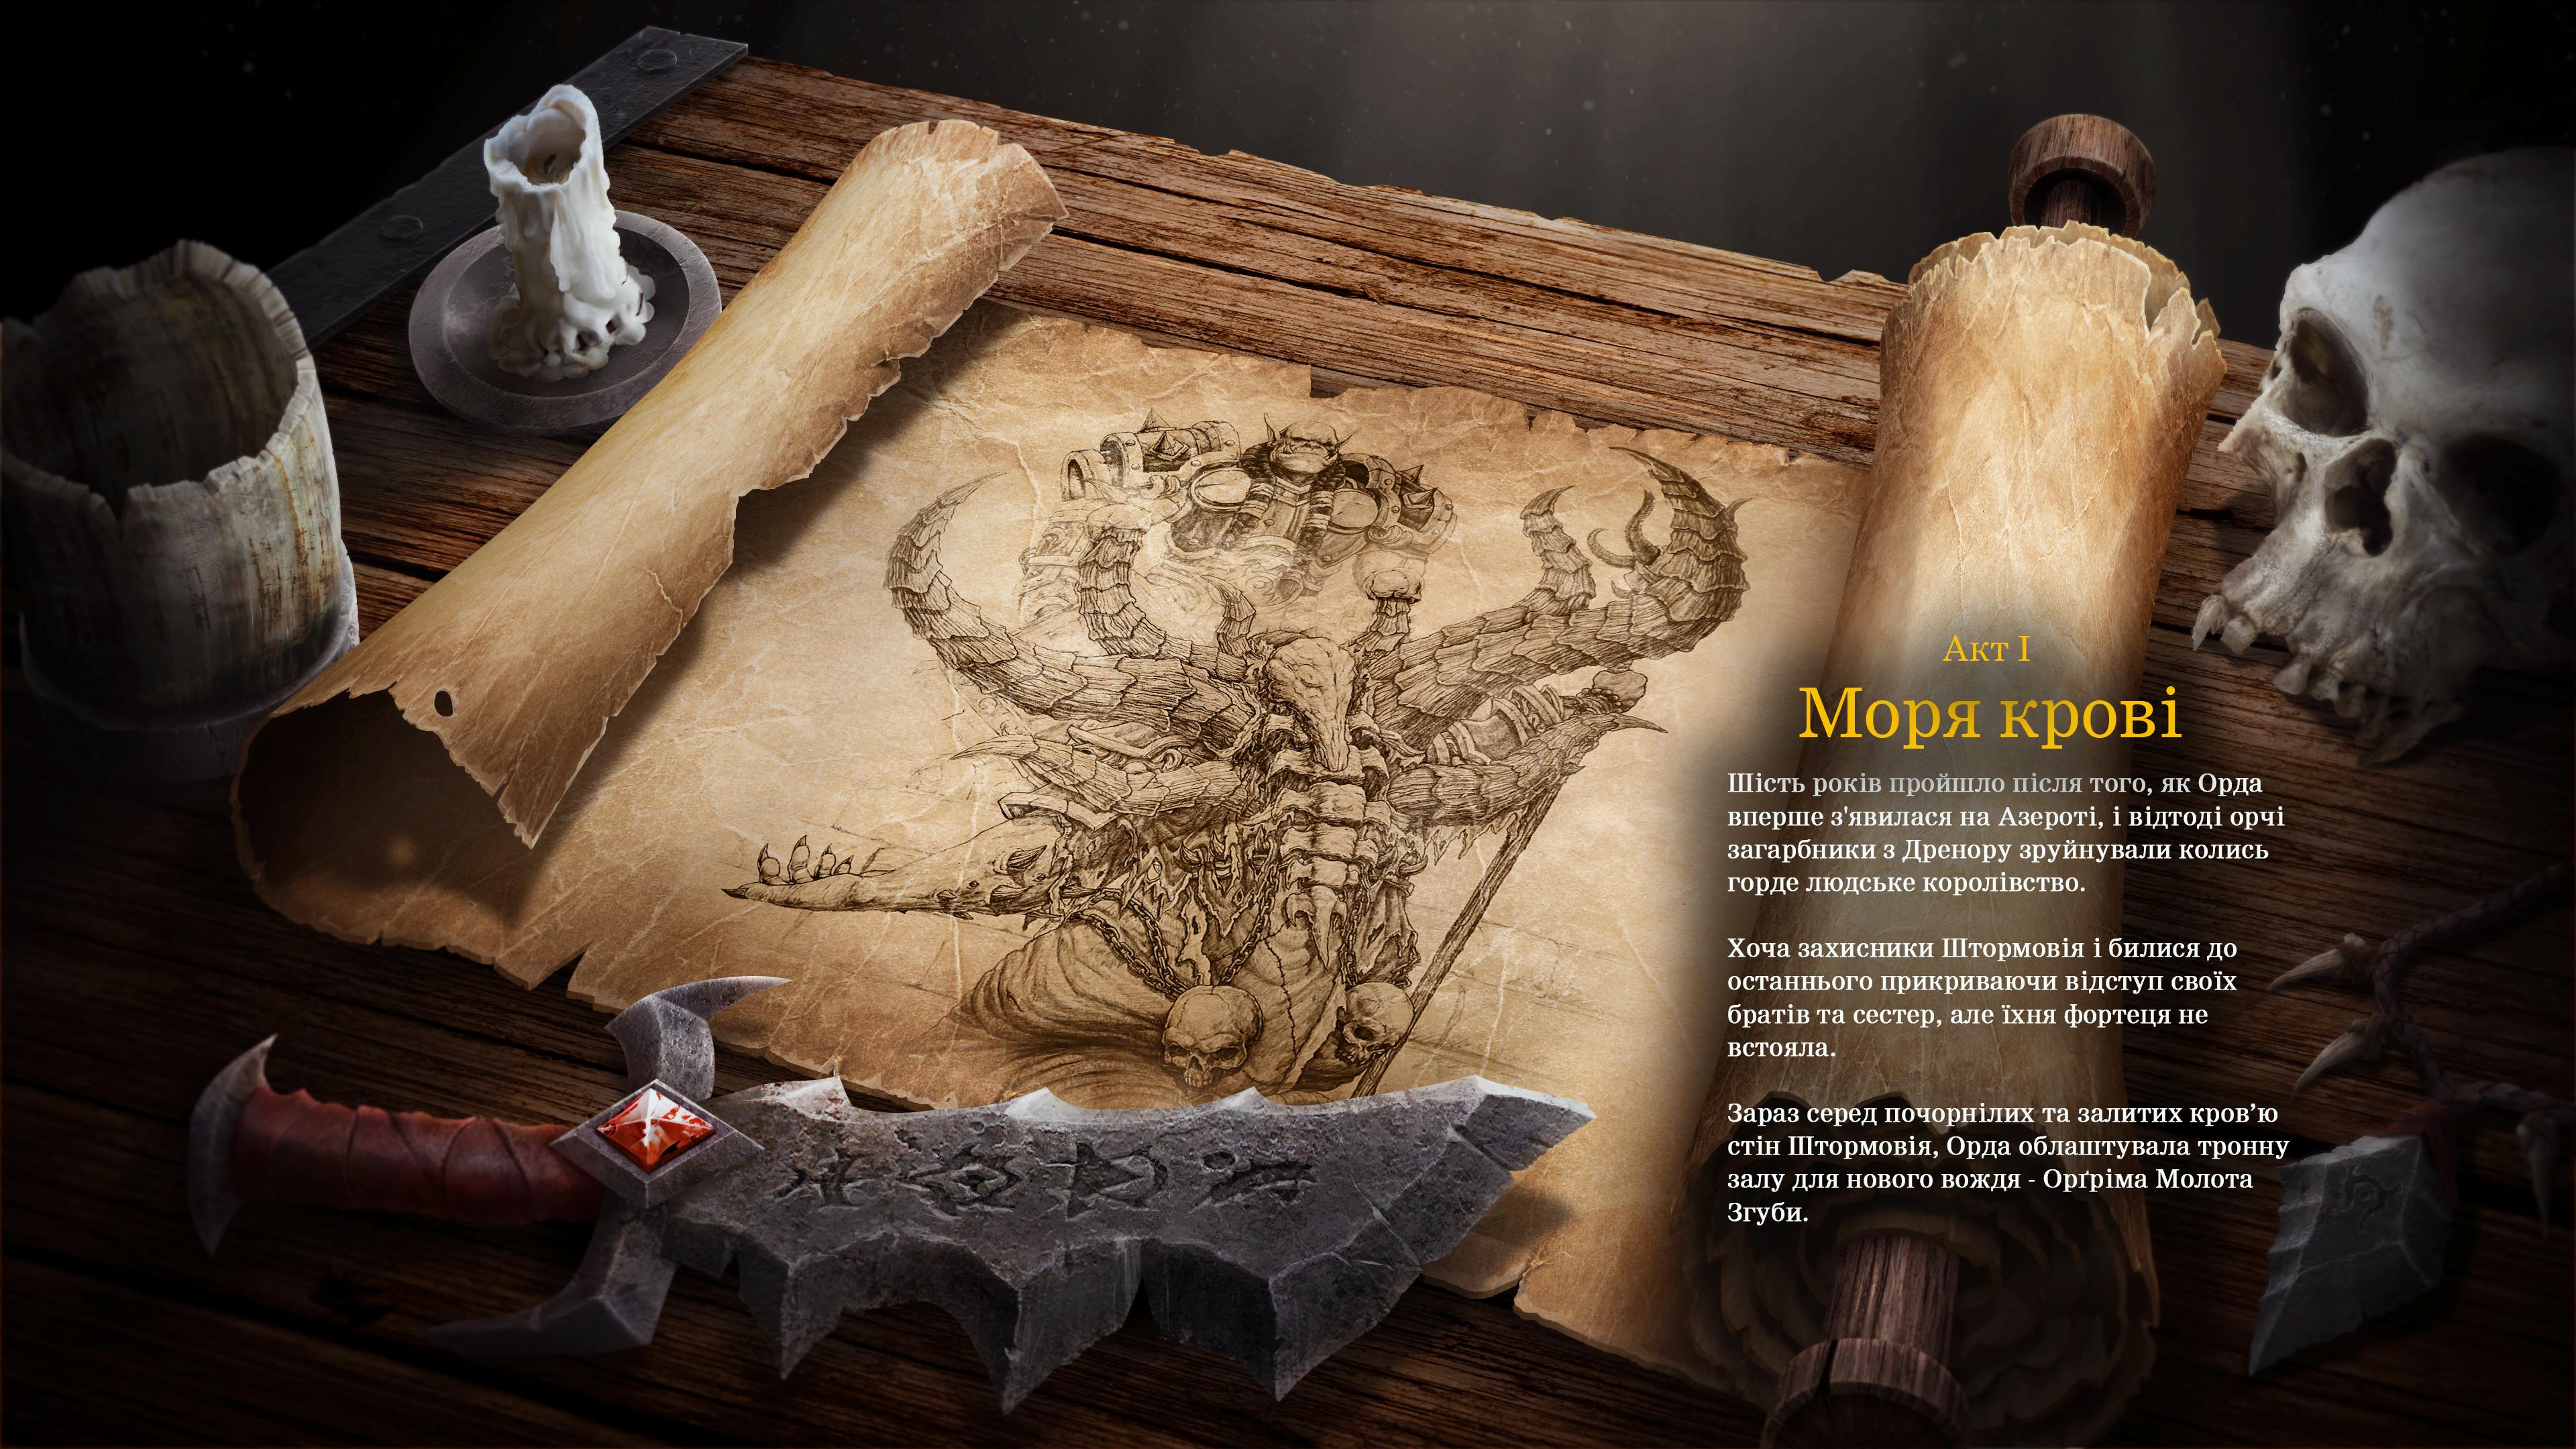 Акт І
Моря крові
Шість років пройшло після того, як Орда
вперше з'явилася на Азероті, і відтоді орчі
загарбники з Дренору зруйнували колись
горде людське королівство.
Хоча захисники Штормовія і билися до
останнього прикриваючи відступ своїх
братів та сестер, але їхня фортеця не
встояла.
Зараз серед почорнілих та залитих кров’ю
стін Штормовія, Орда облаштувала тронну
залу для нового вождя - Орґріма Молота
Згуби.